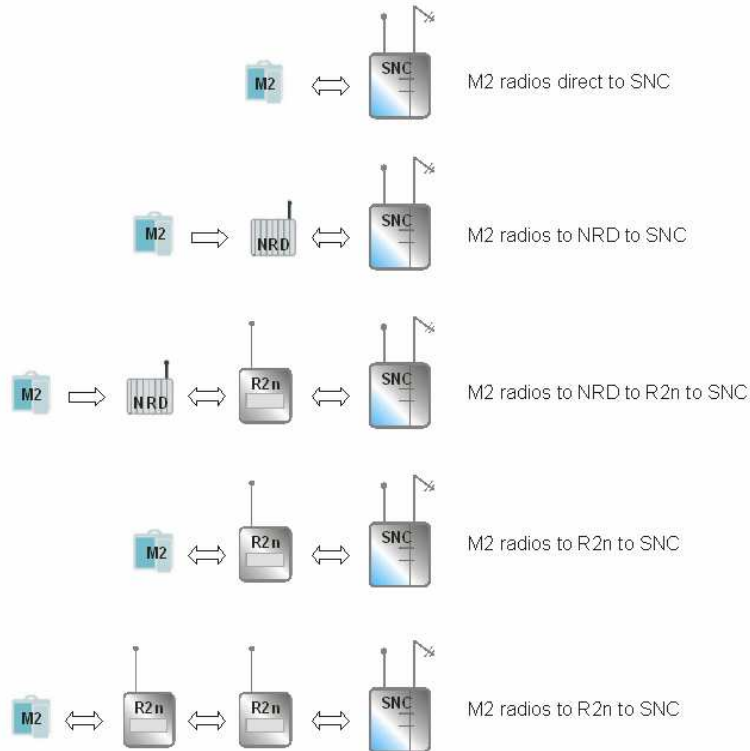 M2 SNC M2 radios direct to SNC
M2 NRD SNC M2 radios to NRD to SNC
M2 NRD R2n SNC M2 radios to NRD to R2n to SNC
M2 R2n SNC M2 radios to R2n to SNC
M2 R2n R2n SNC M2 radios to R2n to SNC